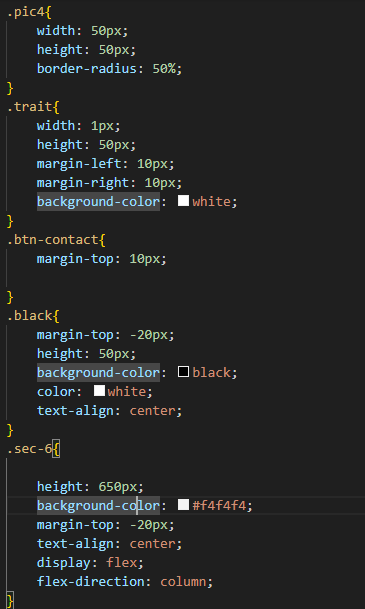 .pic4{
    width: 50px;
    height: 50px;
    border-radius: 50%;
}
.trait{
    width: 1px;
    height: 50px;
    margin-left: 10px;
    margin-right: 10px;
    background-color: white;
}
.btn-contact{
    margin-top: 10px;

}
.black{
    margin-top: -20px;
    height: 50px;
    background-color: black;
    color: white;
    text-align: center;
}
.sec-6{

    height: 650px;
    background-color: #f4f4f4;
    margin-top: -20px;
    text-align: center;
    display: flex;
    flex-direction: column;
}